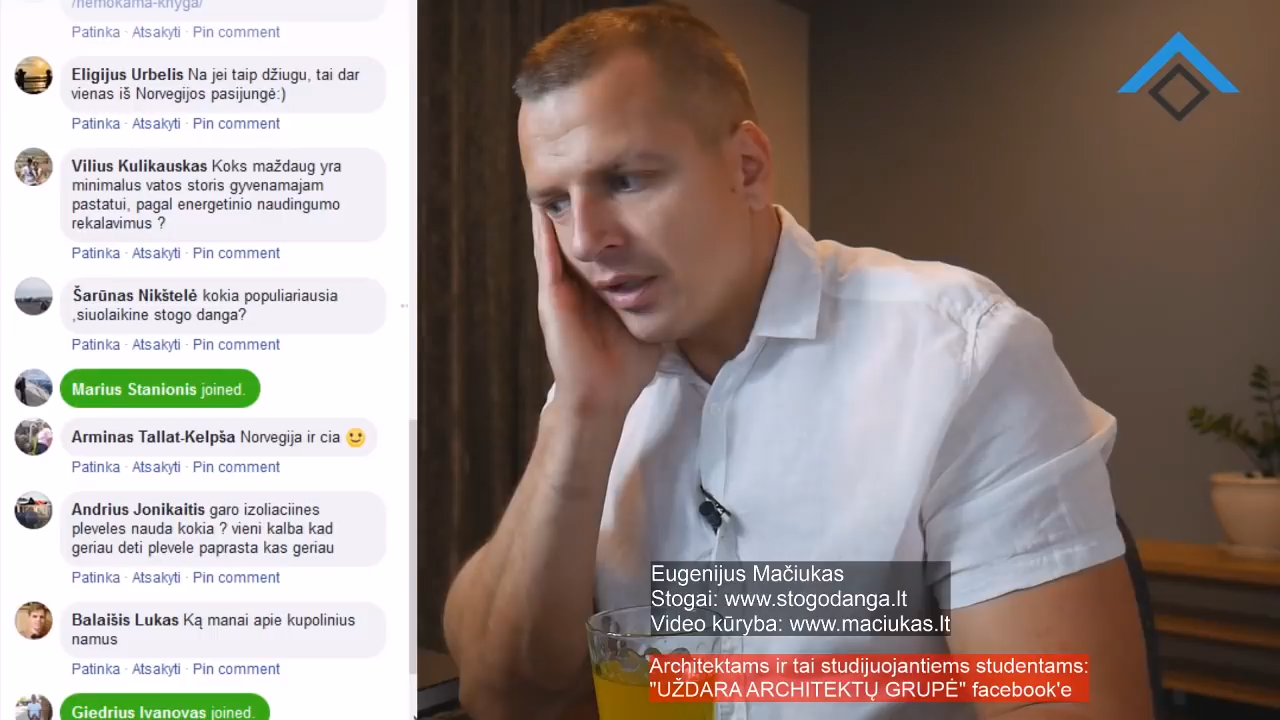 /nemokama-knyga/
Patinka · Atsakyti · Pin comment
Eligijus Urbelis Na jei taip džiugu, tai dar
vienas iš Norvegijos pasijungė:)
Patinka · Atsakyti · Pin comment
Vilius Kulikauskas Koks maždaug yra
minimalus vatos storis gyvenamajam
pastatui, pagal energetinio naudingumo
rekalavimus ?
Patinka · Atsakyti · Pin comment
Šarūnas Nikštelė kokia populiariausia
,siuolaikine stogo danga?
Patinka · Atsakyti · Pin comment
Marius Stanionis joined.
Arminas Tallat-Kelpša Norvegija ir cia 🙂
Patinka · Atsakyti · Pin comment
Andrius Jonikaitis garo izoliaciines
pleveles nauda kokia ? vieni kalba kad
geriau deti plevele paprasta kas geriau
Patinka · Atsakyti · Pin comment
Balaišis Lukas Ką manai apie kupolinius
namus
Patinka · Atsakyti · Pin comment
Giedrius Ivanovas joined.
Eugenijus Mačiukas
Stogai: www.stogodanga.lt
Video kūryba: www.maciukas.lt
Architektams ir tai studijuojantiems studentams:
"UŽDARA ARCHITEKTŲ GRUPĖ" facebook'e